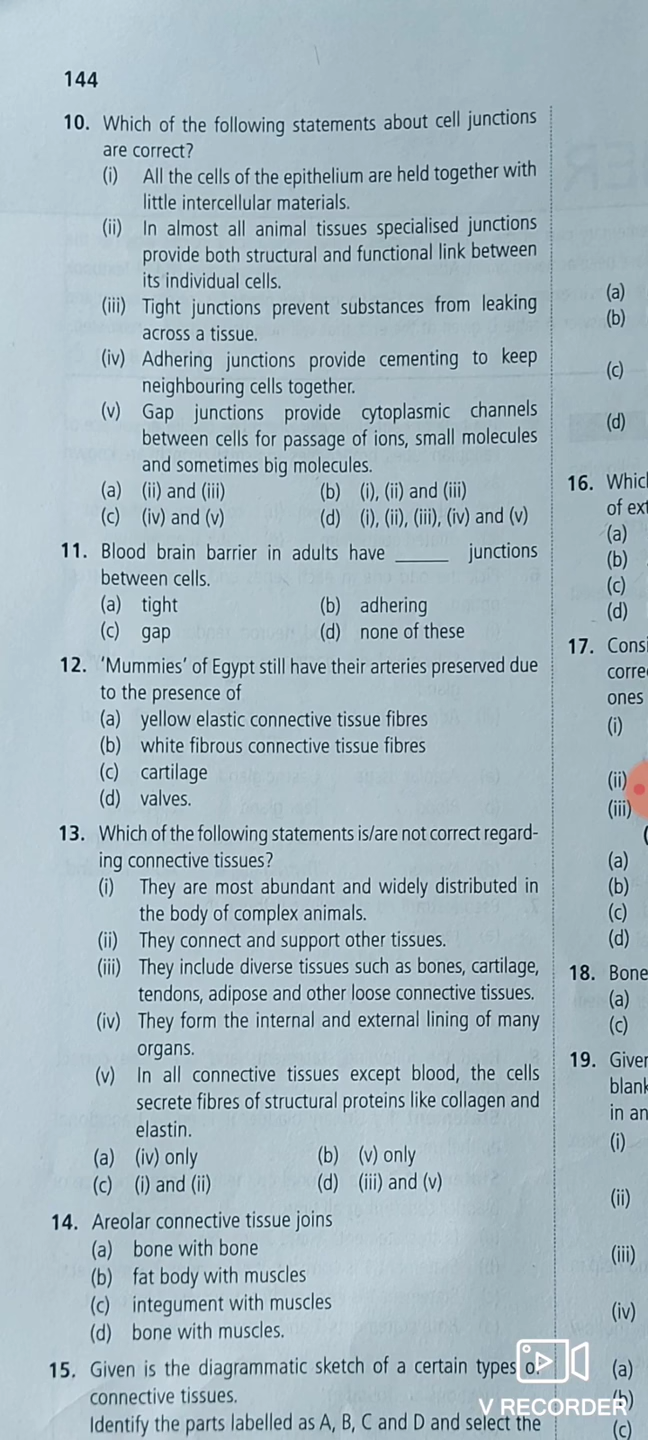 144
10. Which of the following statements about cell junctions
are correct?
(i) All the cells of the epithelium are held together with
little intercellular materials.
(ii) In almost all animal tissues specialised junctions
provide both structural and functional link between
its individual cells.
(iii) Tight junctions prevent substances from leaking
across a tissue.
(iv) Adhering junctions provide cementing to keep
neighbouring cells together.
(v) Gap junctions provide cytoplasmic channels
between cells for passage of ions, small molecules
and sometimes big molecules.
(a) (ii) and (iii) (b) (i), (ii) and (iii)
(c) (iv) and (v) (d) (i), (ii), (iii), (iv) and (v)
11. Blood brain barrier in adults have ______ junctions
between cells.
(a) tight (b) adhering
(c) gap (d) none of these
12. ‘Mummies’ of Egypt still have their arteries preserved due
to the presence of
(a) yellow elastic connective tissue fibres
(b) white fibrous connective tissue fibres
(c) cartilage
(d) valves.
13. Which of the following statements is/are not correct regard-
ing connective tissues?
(i) They are most abundant and widely distributed in
the body of complex animals.
(ii) They connect and support other tissues.
(iii) They include diverse tissues such as bones, cartilage,
tendons, adipose and other loose connective tissues.
(iv) They form the internal and external lining of many
organs.
(v) In all connective tissues except blood, the cells
secrete fibres of structural proteins like collagen and
elastin.
(a) (iv) only (b) (v) only
(c) (i) and (ii) (d) (iii) and (v)
14. Areolar connective tissue joins
(a) bone with bone
(b) fat body with muscles
(c) integument with muscles
(d) bone with muscles.
15. Given is the diagrammatic sketch of a certain types of
connective tissues.
Identify the parts labelled as A, B, C and D and select the
(a)
(b)
(c)
(d)
16.
of
(a)
(b)
(c)
(d)
17.
ones
(i)
(ii)
(iii)
(a)
(b)
(c)
(d)
18. Bone
(a)
(c)
19.
in
(i)
(ii)
(iii)
(iv)
(a)
(b)
(c)
V RECORDER